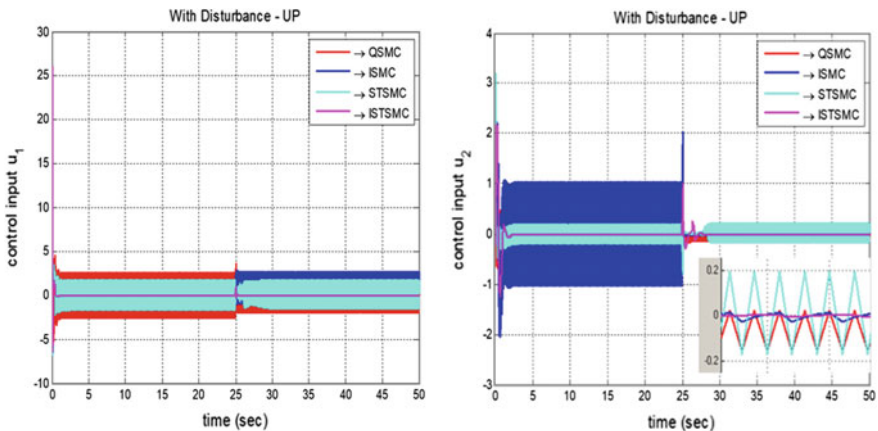 With Disturbance - UP
30
25
20
15
10
5
0
-5
-10
control input u1
→ QSMC
→ ISMC
→ STSMC
→ ISTSMC
0 5 10 15 20 25 30 35 40 45 50
time (sec)
With Disturbance - UP
4
3
2
1
0
-1
-2
-3
control input u2
→ QSMC
→ ISMC
→ STSMC
→ ISTSMC
0.2
0
-0.2
0 5 10 15 20 25 30 35 40 45 50
time (sec)